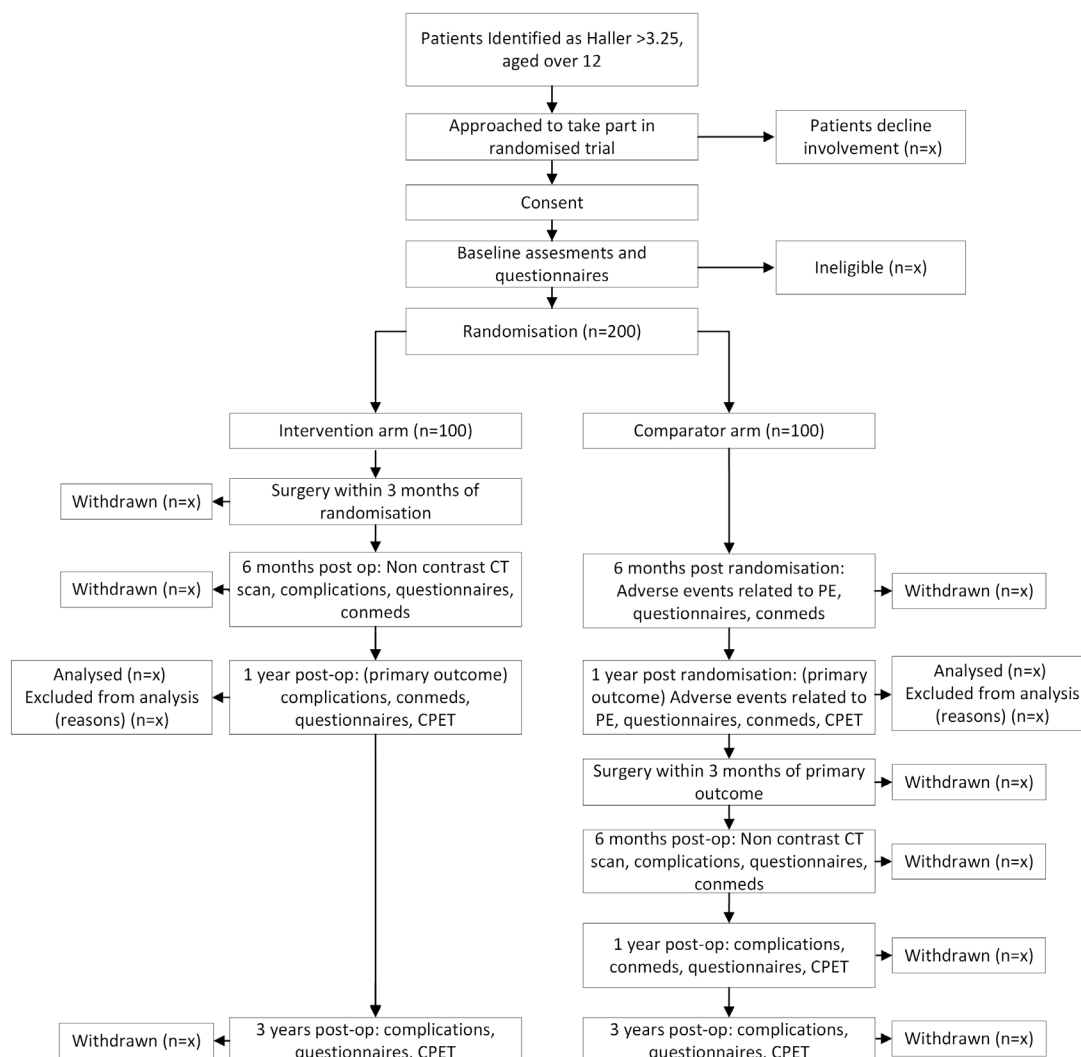 Patients Identified as Haller >3.25,
aged over 12
Approached to take part in
randomised trial
Patients decline
involvement (n=x)
Consent
Baseline assesments and
questionnaires
Ineligible (n=x)
Randomisation (n=200)
Intervention arm (n=100)
Comparator arm (n=100)
Withdrawn (n=x)
Surgery within 3 months of
randomisation
Withdrawn (n=x)
6 months post op: Non contrast CT
scan, complications, questionnaires,
conmeds
6 months post randomisation:
Adverse events related to PE,
questionnaires, conmeds
Withdrawn (n=x)
Analysed (n=x)
Excluded from analysis
(reasons) (n=x)
1 year post-op: (primary outcome)
complications, conmeds,
questionnaires, CPET
1 year post randomisation: (primary
outcome) Adverse events related to
PE, questionnaires, conmeds, CPET
Analysed (n=x)
Excluded from analysis
(reasons) (n=x)
Surgery within 3 months of primary
outcome
Withdrawn (n=x)
6 months post-op: Non contrast CT
scan, complications, questionnaires,
conmeds
Withdrawn (n=x)
1 year post-op: complications,
conmeds, questionnaires, CPET
Withdrawn (n=x)
Withdrawn (n=x)
3 years post-op: complications,
questionnaires, CPET
3 years post-op: complications,
questionnaires, CPET
Withdrawn (n=x)